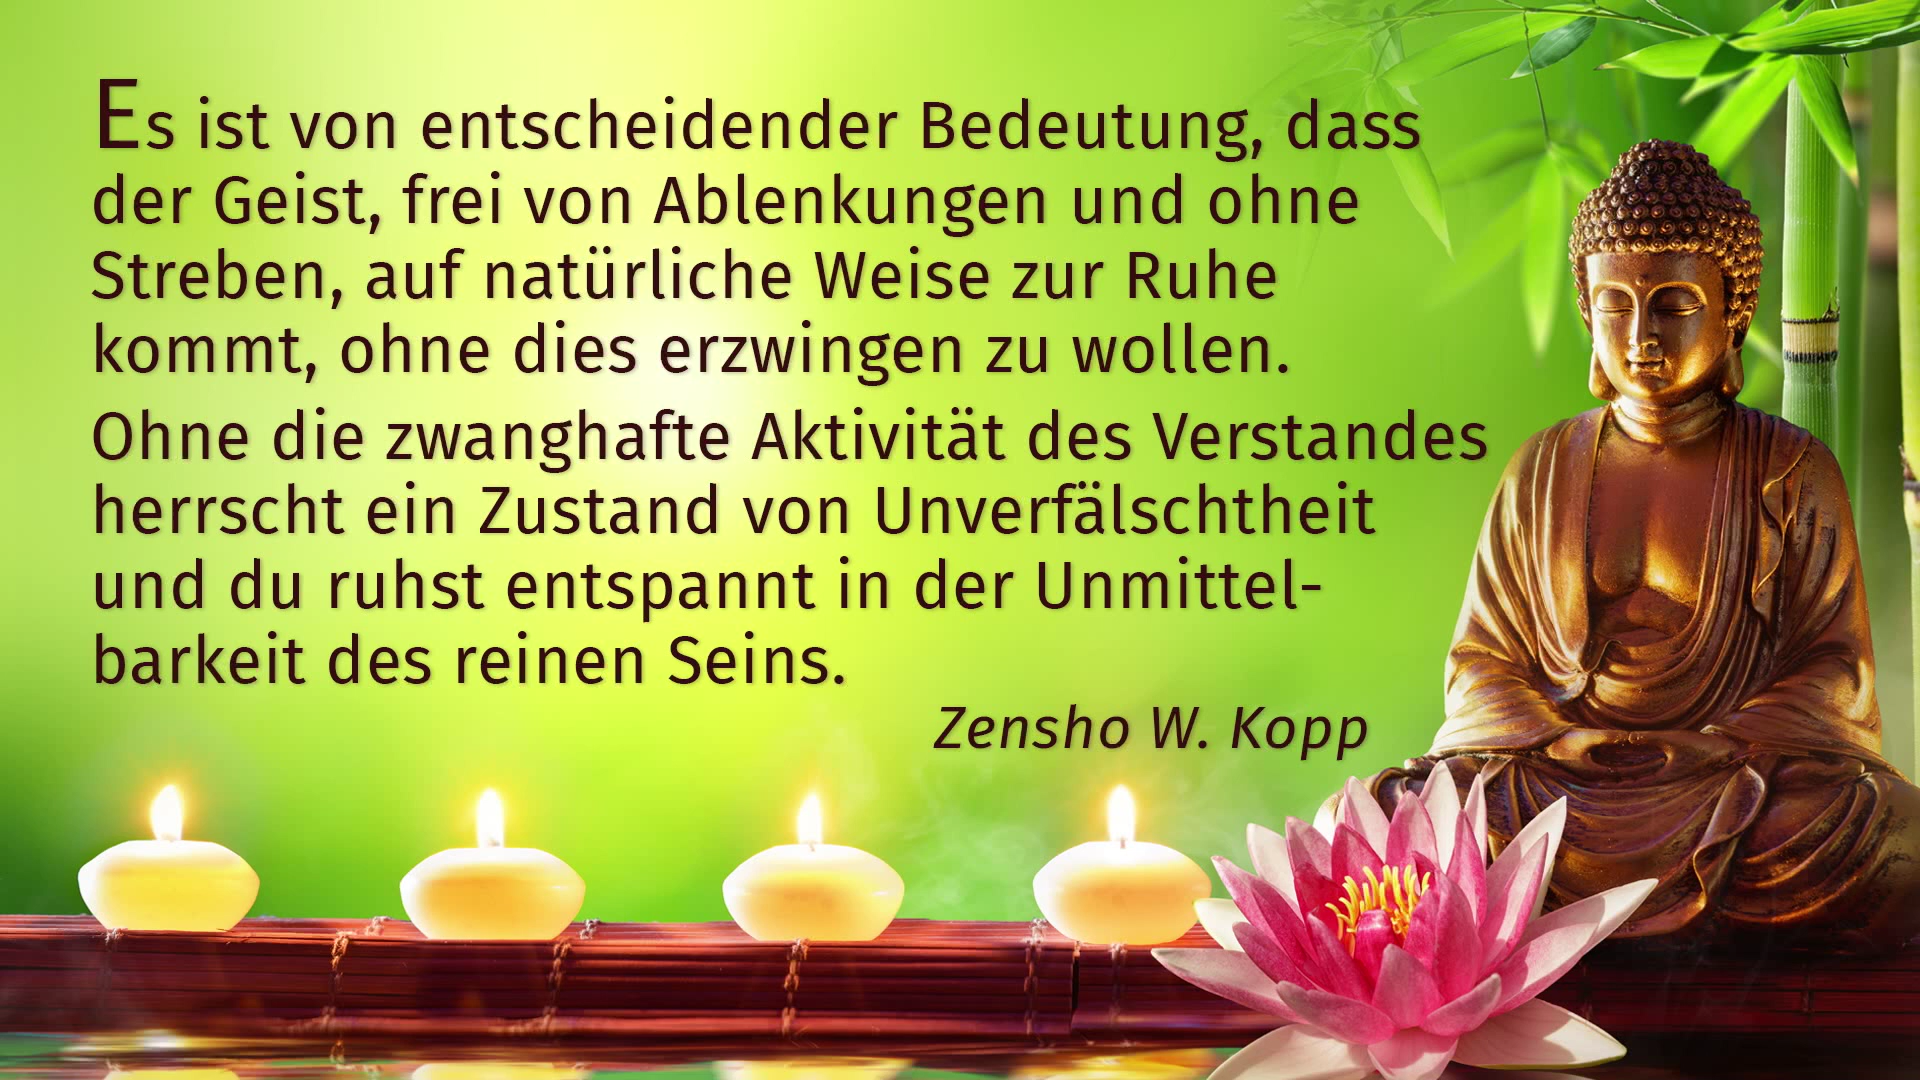 Es ist von entscheidender Bedeutung, dass
der Geist, frei von Ablenkungen und ohne
Streben, auf natürliche Weise zur Ruhe
kommt, ohne dies erzwingen zu wollen.
Ohne die zwanghafte Aktivität des Verstandes
herrscht ein Zustand von Unverfälschtheit
und du ruhst entspannt in der Unmittel-
barkeit des reinen Seins.
Zensho W. Kopp